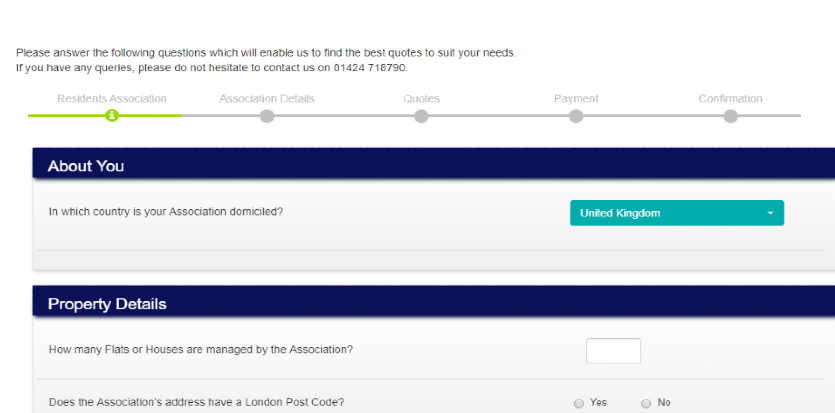 Please answer the following questions which will enable us to find the best quotes to suit your needs.
If you have any queries, please do not hesitate to contact us on 01424 718790.
Residents Association
Association Details
Quotes
Payment
Confirmation
About You
In which country is your Association domiciled?
United Kingdom
Property Details
How many Flats or Houses are managed by the Association?
Does the Association's address have a London Post Code?
Yes
No